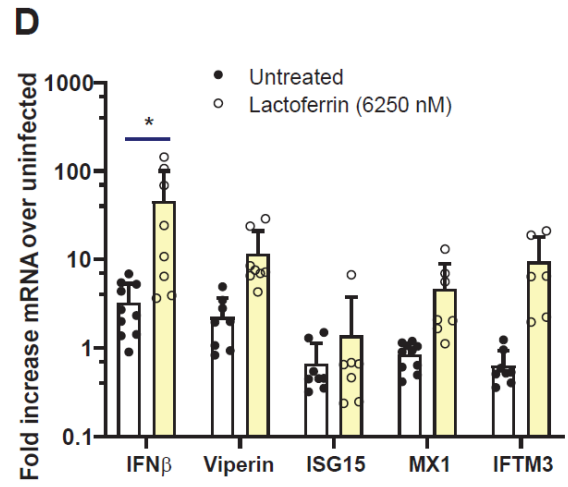 D
Untreated
Lactoferrin (6250 nM)
Fold increase mRNA over uninfected
1000
100
10
1
0.1
*
IFNβ Viperin ISG15 MX1 IFTM3